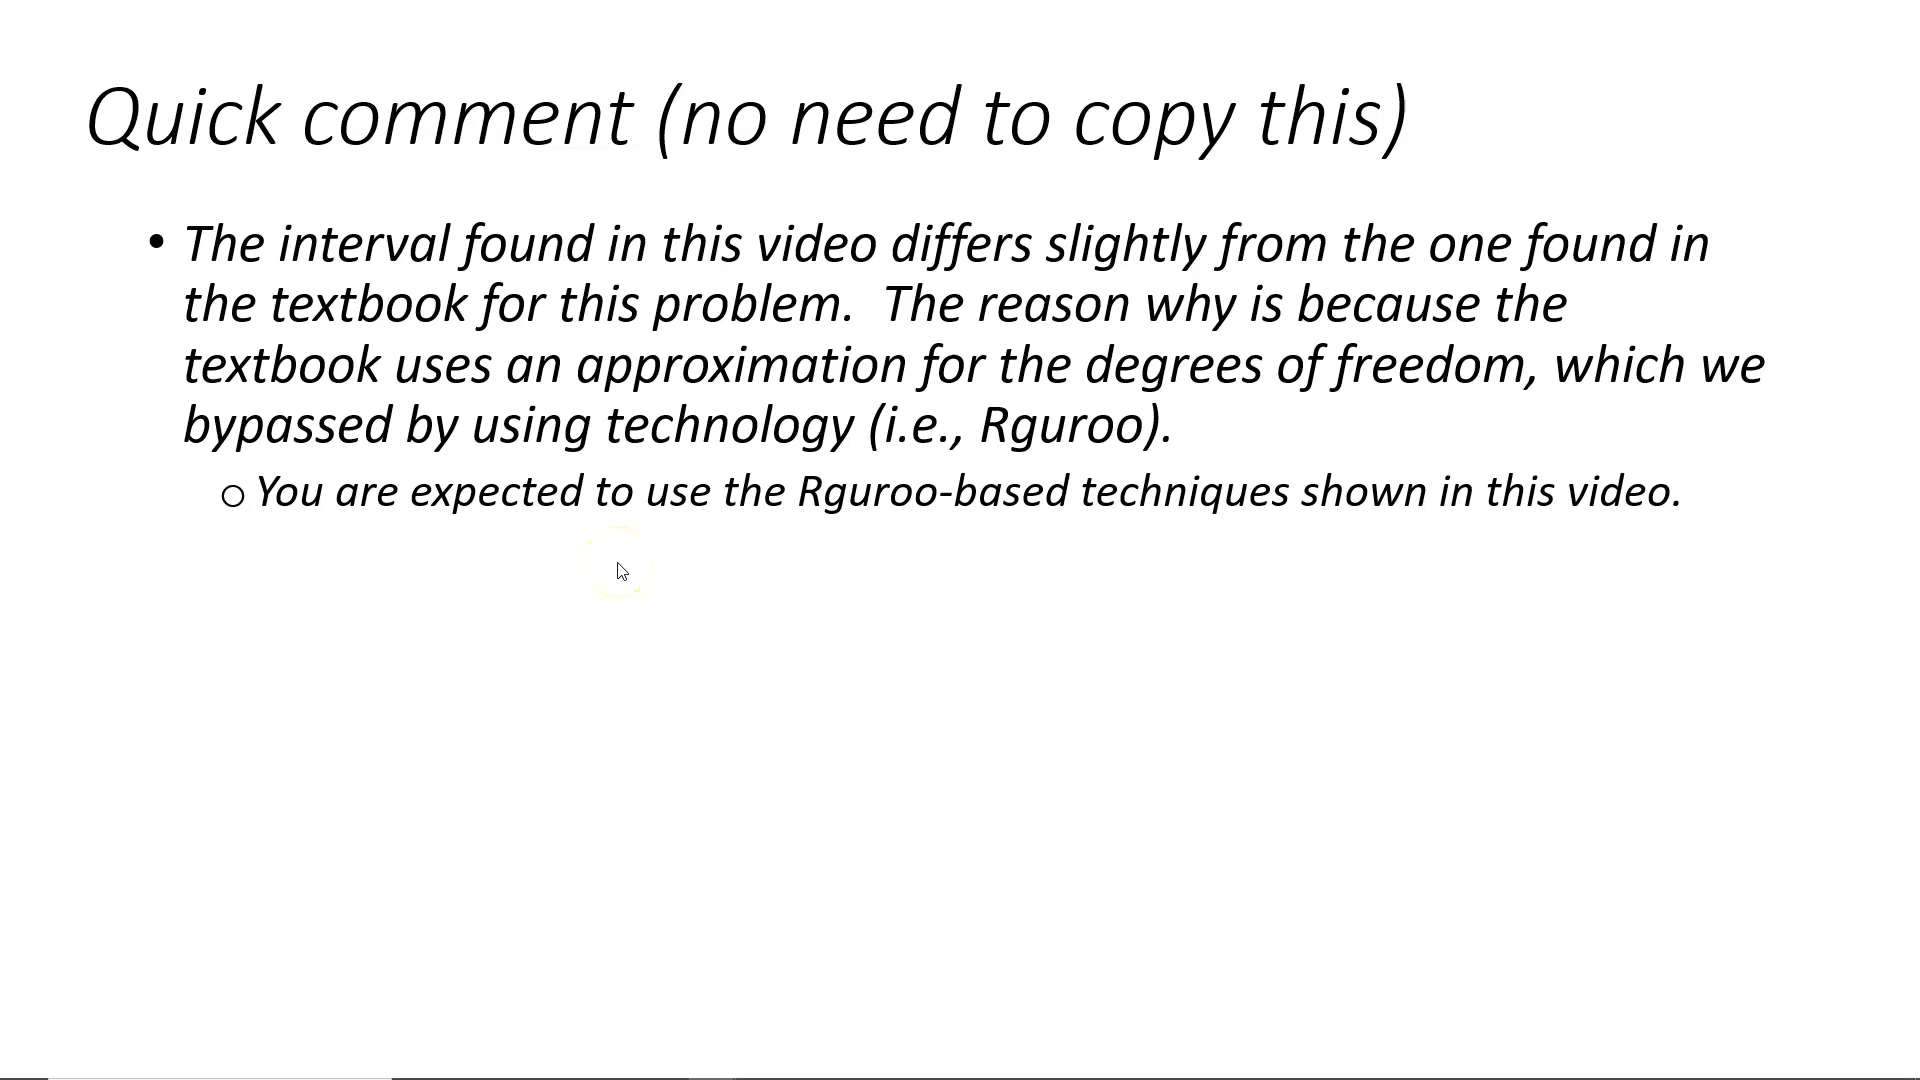 Quick comment (no need to copy this)
• The interval found in this video differs slightly from the one found in
the textbook for this problem.  The reason why is because the
textbook uses an approximation for the degrees of freedom, which we
bypassed by using technology (i.e., Rguroo).
o You are expected to use the Rguroo-based techniques shown in this video.